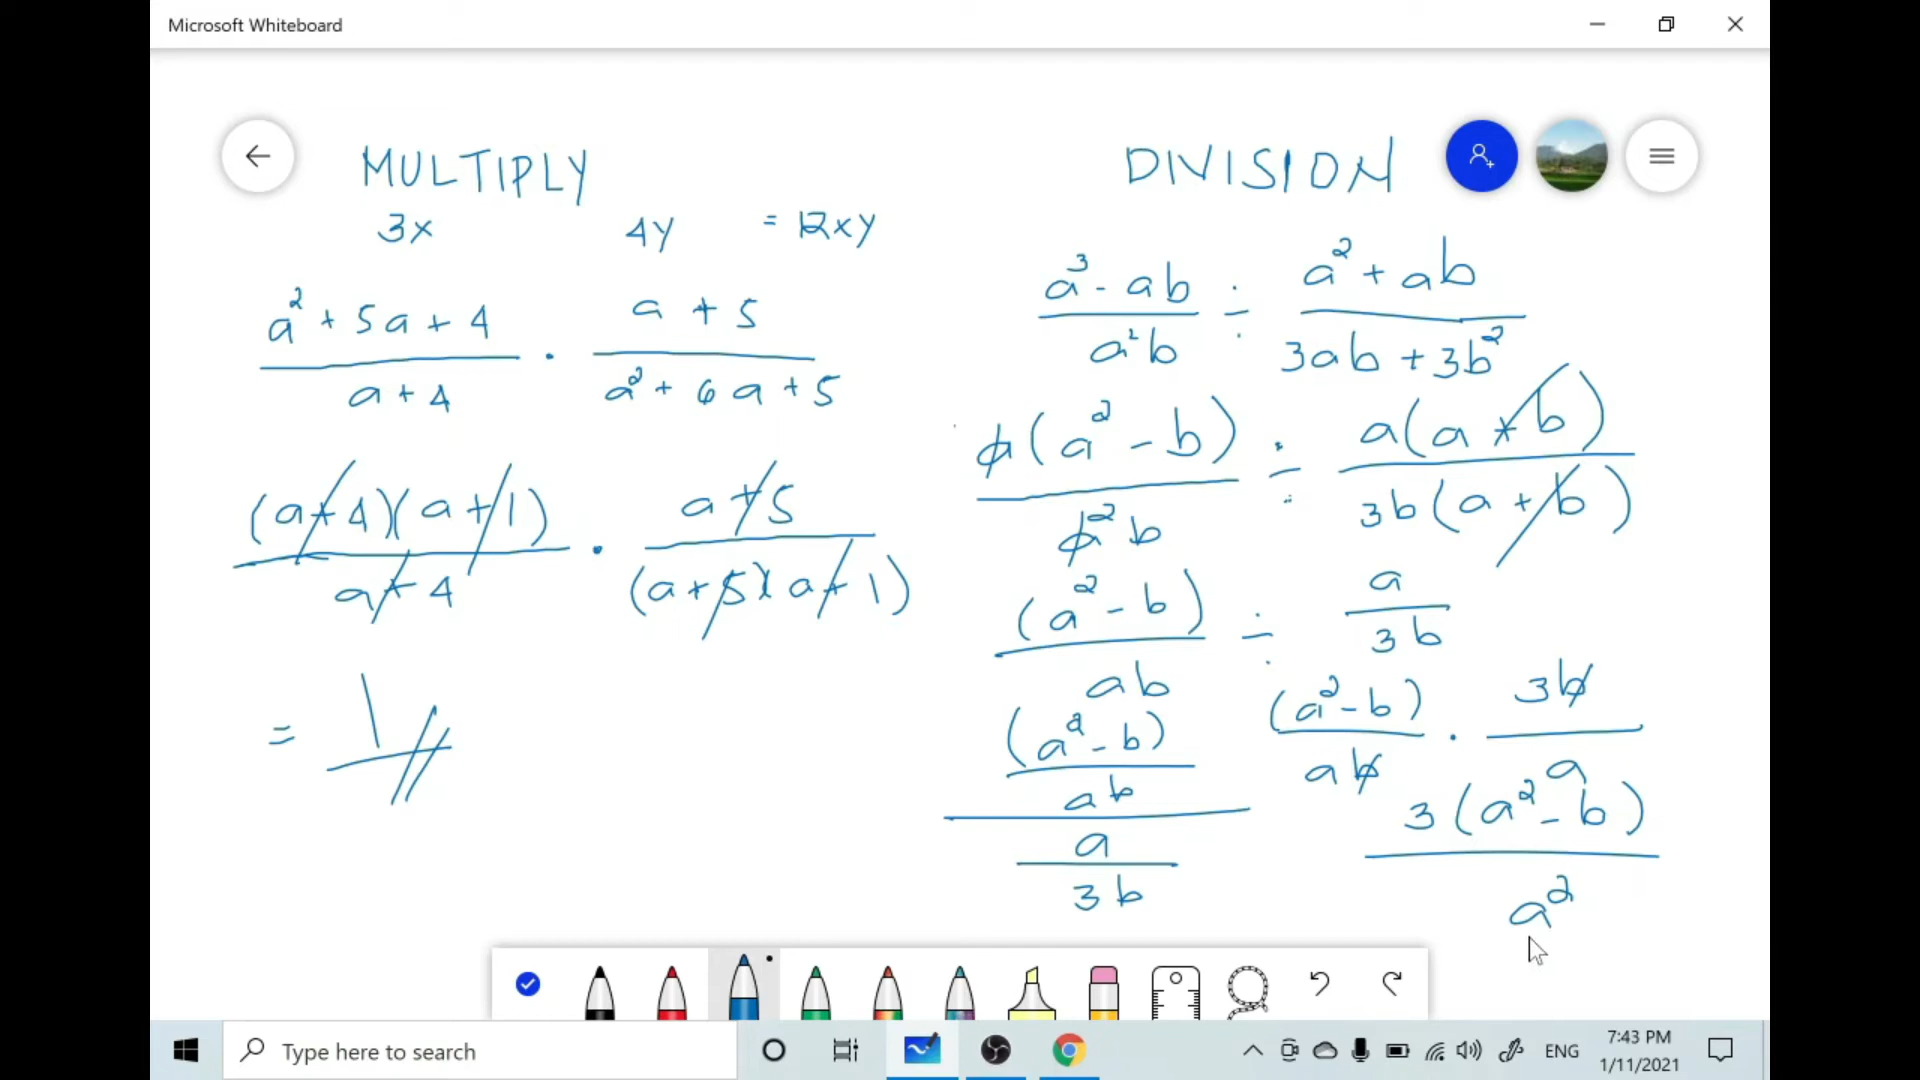 Microsoft Whiteboard
MULTIPLY
3x 4y = 12xy
a² + 5a + 4 / a + 4 · a + 5 / a² + 6a + 5
(a+4)(a+1) / a+4 · a+5 / (a+5)(a+1)
= 1
DIVISION
a³ - ab / a²b ÷ a² + ab / 3ab + 3b²
a(a² - b) / a²b ÷ a(a+b) / 3b(a+b)
(a² - b) / ab ÷ a / 3b
(a² - b) / ab / a / 3b
(a² - b) / ab · 3b / a
3(a² - b) / a²
Type here to search
ENG
7:43 PM
1/11/2021